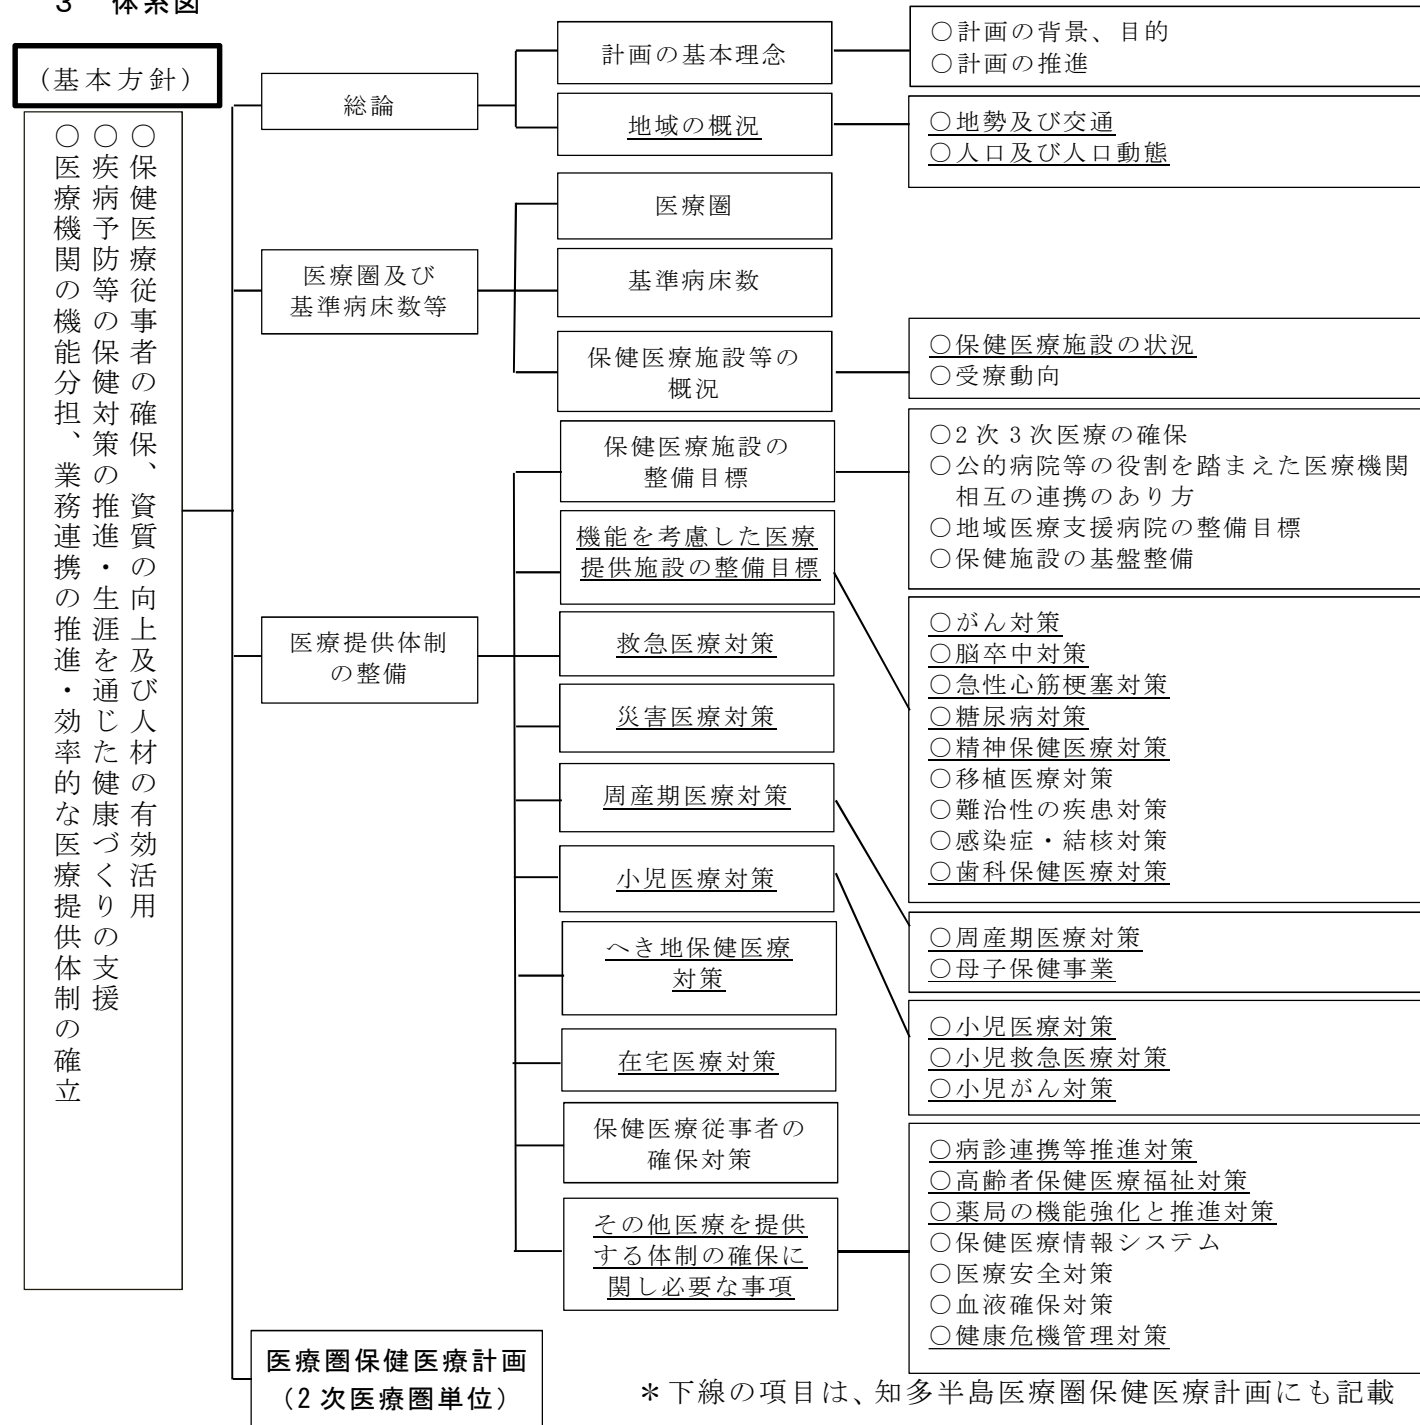 3　体系図
(基本方針)
○保健医療従事者の確保、資質の向上及び人材の有効活用
○疾病予防等の保健対策の推進・生涯を通じた健康づくりの支援
○医療機関の機能分担、業務連携の推進・効率的な医療提供体制の確立
総論
計画の基本理念
○計画の背景、目的
○計画の推進
地域の概況
○地勢及び交通
○人口及び人口動態
医療圏及び
基準病床数等
医療圏
基準病床数
保健医療施設等の
概況
○保健医療施設の状況
○受療動向
医療提供体制
の整備
保健医療施設の
整備目標
○2次3次医療の確保
○公的病院等の役割を踏まえた医療機関
相互の連携のあり方
○地域医療支援病院の整備目標
○保健施設の基盤整備
機能を考慮した医療
提供施設の整備目標
○がん対策
○脳卒中対策
○急性心筋梗塞対策
○糖尿病対策
○精神保健医療対策
○移植医療対策
○難治性の疾患対策
○感染症・結核対策
○歯科保健医療対策
救急医療対策
災害医療対策
周産期医療対策
○周産期医療対策
○母子保健事業
小児医療対策
○小児医療対策
○小児救急医療対策
○小児がん対策
へき地保健医療
対策
在宅医療対策
保健医療従事者の
確保対策
その他医療を提供
する体制の確保に
関し必要な事項
○病診連携等推進対策
○高齢者保健医療福祉対策
○薬局の機能強化と推進対策
○保健医療情報システム
○医療安全対策
○血液確保対策
○健康危機管理対策
医療圏保健医療計画
（2次医療圏単位）
＊下線の項目は、知多半島医療圏保健医療計画にも記載